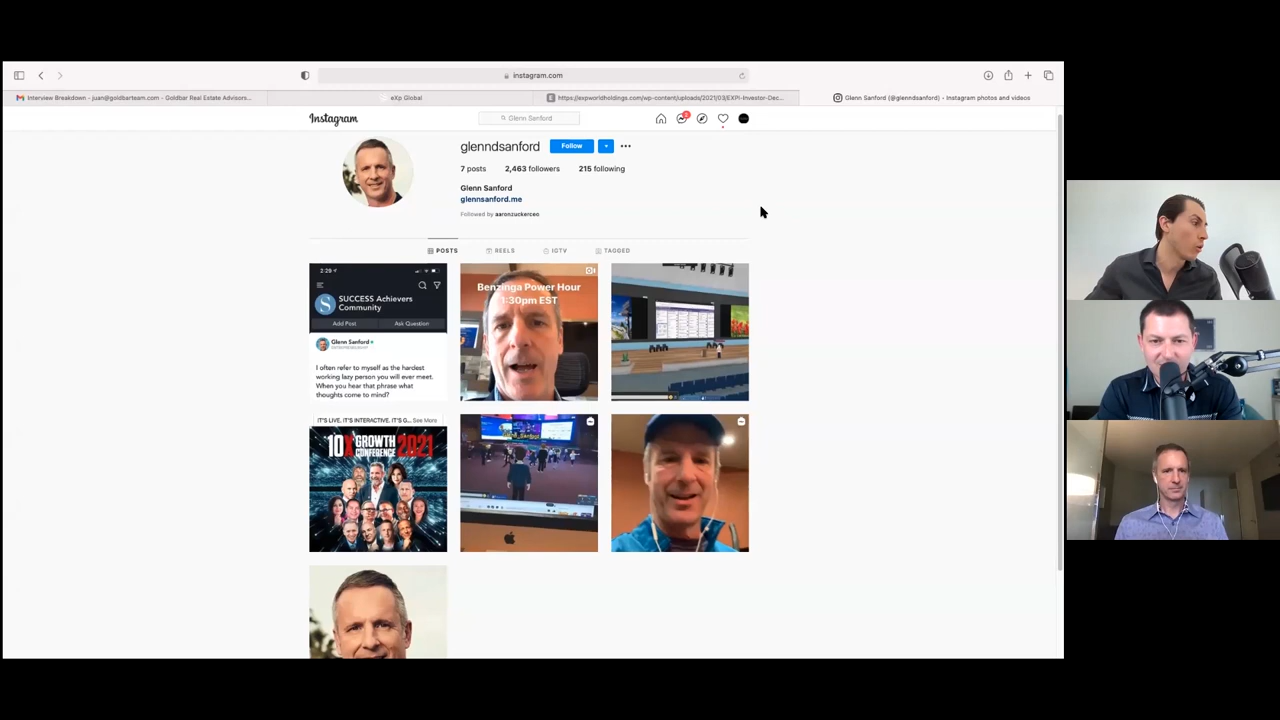 instagram.com
Interview Breakdown - juan@goldbarteam.com - Goldbar Real Estate Advisors...
eXp Global
https://expworldholdings.com/wp-content/uploads/2021/03/EXPI-Investor-Dec...
Glenn Sanford (@glenndsanford) • Instagram photos and videos
Instagram
Glenn Sanford
glenndsanford
Follow
7 posts
2,463 followers
215 following
Glenn Sanford
glennsanford.me
Followed by aaronzuckerceo
POSTS
REELS
IGTV
TAGGED
2:29
SUCCESS Achievers
Community
Add Post
Ask Question
Glenn Sanford
I often refer to myself as the hardest
working lazy person you will ever meet.
When you hear that phrase what
thoughts come to mind?
Benzinga Power Hour
1:30pm EST
IT'S LIVE. IT'S INTERACTIVE. IT'S G... See More
10X GROWTH
CONFERENCE 2021